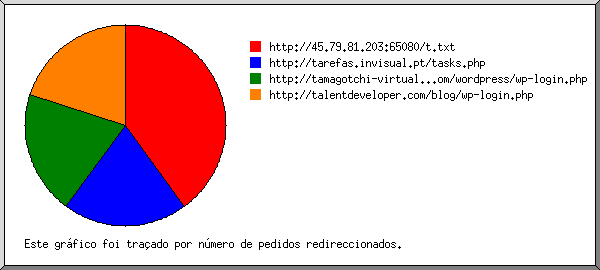 http://45.79.81.203:65080/t.txt
http://tarefas.invisual.pt/tasks.php
http://tamagotchi-virtual...om/wordpress/wp-login.php
http://talentdeveloper.com/blog/wp-login.php
Este gráfico foi traçado por número de pedidos redireccionados.